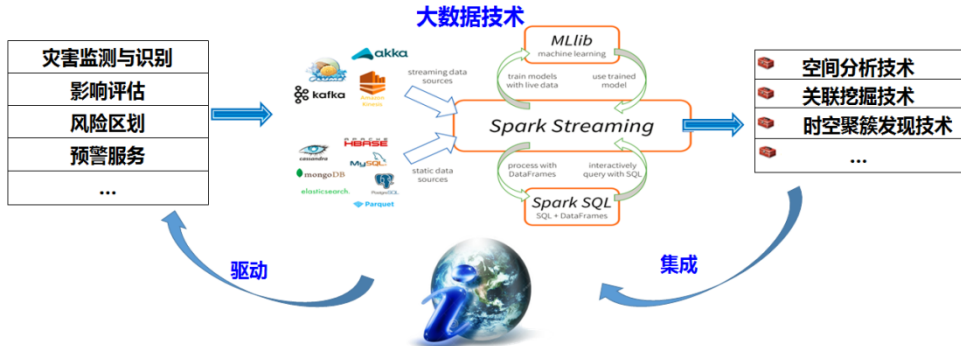 大数据技术
灾害监测与识别
影响评估
风险区划
预警服务
...
akka
kafka
Amazon
Kinesis
streaming data
sources
cassandra
APACHE
HBASE
MySQL
mongoDB
elasticsearch.
PostgreSQL
Parquet
static data
sources
MLlib
machine learning
train models
with live data
use trained
model
Spark Streaming
process with
DataFrames
interactively
query with SQL
Spark SQL
SQL + DataFrames
空间分析技术
关联挖掘技术
时空聚簇发现技术
...
驱动
集成